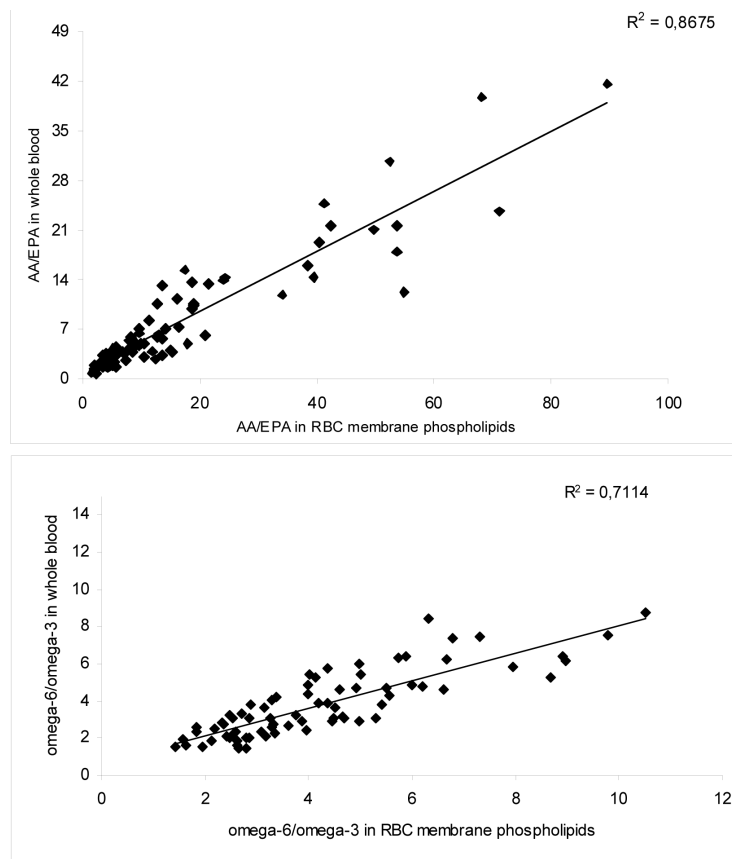 R² = 0,8675
AA/EPA in whole blood
49
42
35
28
21
14
7
0
0 20 40 60 80 100
AA/EPA in RBC membrane phospholipids
R² = 0,7114
omega-6/omega-3 in whole blood
14
12
10
8
6
4
2
0
0 2 4 6 8 10 12
omega-6/omega-3 in RBC membrane phospholipids